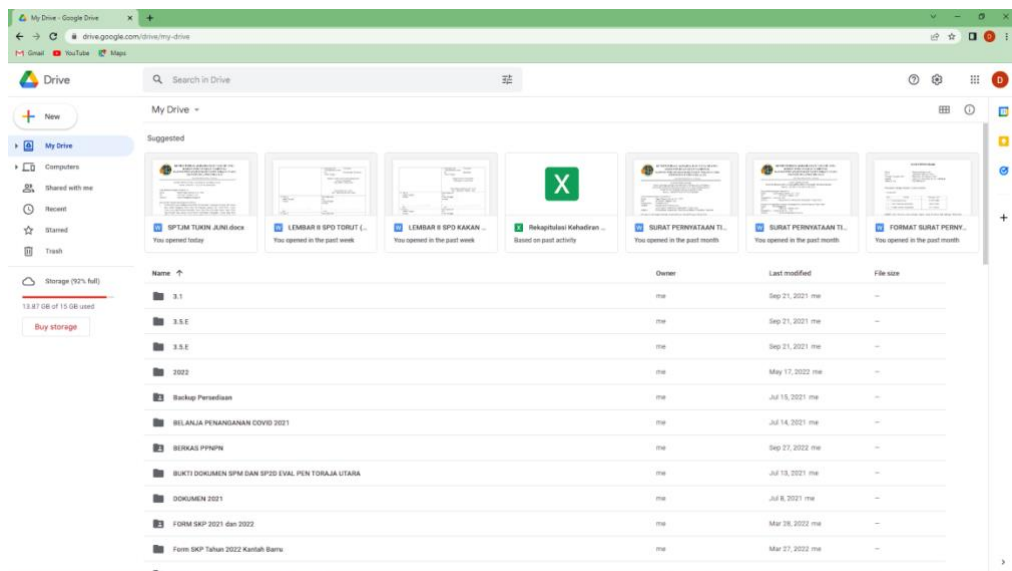 My Drive - Google Drive
drive.google.com/drive/my-drive
Gmail YouTube Maps
Drive
Search in Drive
D
New
My Drive
Computers
Shared with me
Recent
Starred
Trash
Storage (92% full)
13.87 GB of 15 GB used
Buy storage
My Drive
Suggested
SPTJM TUKIN JUNI.docx
You opened today
LEMBAR II SPD TORUT (...
You opened in the past week
LEMBAR II SPD KAKAN ...
You opened in the past week
X
Rekapitulasi Kehadiran ...
Based on past activity
SURAT PERNYATAAN TI...
You opened in the past month
SURAT PERNYATAAN TI...
You opened in the past month
FORMAT SURAT PERNY...
You opened in the past month
Name Owner Last modified File size
3.1 me Sep 21, 2021 me –
3.5.E me Sep 21, 2021 me –
3.5.E me Sep 21, 2021 me –
2022 me May 17, 2022 me –
Backup Persediaan me Jul 15, 2021 me –
BELANJA PENANGANAN COVID 2021 me Jul 14, 2021 me –
BERKAS PPNPN me Sep 27, 2022 me –
BUKTI DOKUMEN SPM DAN SP2D EVAL PEN TORAJA UTARA me Jul 13, 2021 me –
DOKUMEN 2021 me Jul 8, 2021 me –
FORM SKP 2021 dan 2022 me Mar 28, 2022 me –
Form SKP Tahun 2022 Kantah Barru me Mar 27, 2022 me –